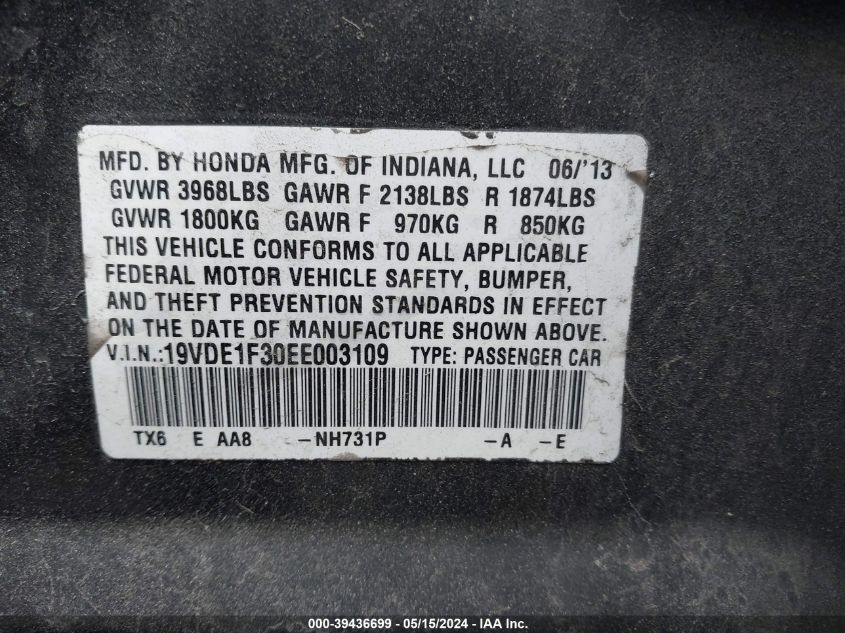 MFD. BY HONDA MFG. OF INDIANA, LLC 06/'13
GVWR 3968LBS GAWR F 2138LBS R 1874LBS
GVWR 1800KG GAWR F 970KG R 850KG
THIS VEHICLE CONFORMS TO ALL APPLICABLE
FEDERAL MOTOR VEHICLE SAFETY, BUMPER,
AND THEFT PREVENTION STANDARDS IN EFFECT
ON THE DATE OF MANUFACTURE SHOWN ABOVE.
V.I.N.:19VDE1F30EE003109 TYPE: PASSENGER CAR
TX6 E AA8 -NH731P -A -E
000-39436699 - 05/15/2024 - IAA Inc.